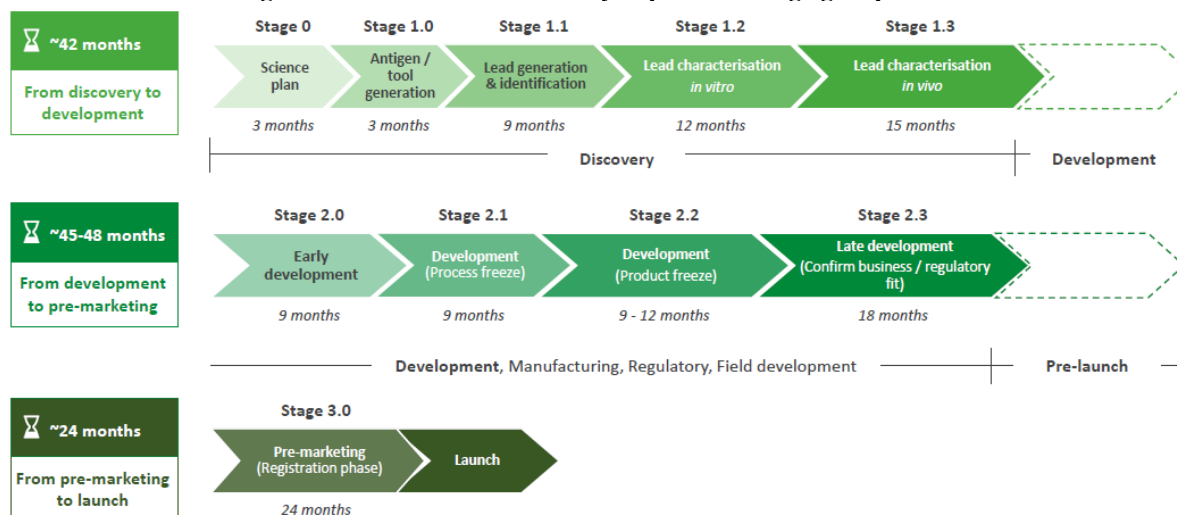 Stage 0
Stage 1.0
Stage 1.1
Stage 1.2
Stage 1.3
~42 months
From discovery to
development
Science
plan
Antigen /
tool
generation
Lead generation
& identification
Lead characterisation
in vitro
Lead characterisation
in vivo
3 months
3 months
9 months
12 months
15 months
Discovery
Development
Stage 2.0
Stage 2.1
Stage 2.2
Stage 2.3
~45-48 months
From development
to pre-marketing
Early
development
Development
(Process freeze)
Development
(Product freeze)
Late development
(Confirm business / regulatory
fit)
9 months
9 months
9 - 12 months
18 months
Development, Manufacturing, Regulatory, Field development
Pre-launch
Stage 3.0
~24 months
From pre-marketing
to launch
Pre-marketing
(Registration phase)
Launch
24 months